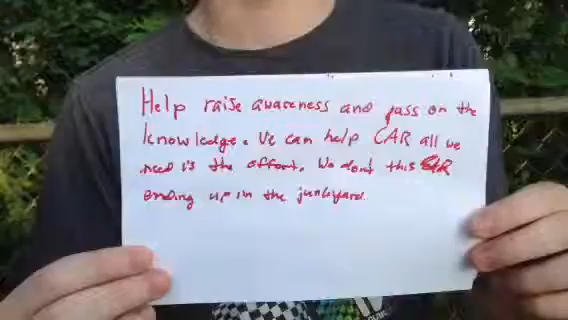 Help raise awareness and pass on the
knowledge. We can help CAR all we
need is the effort. We don't this CAR
ending up in the junkyard.